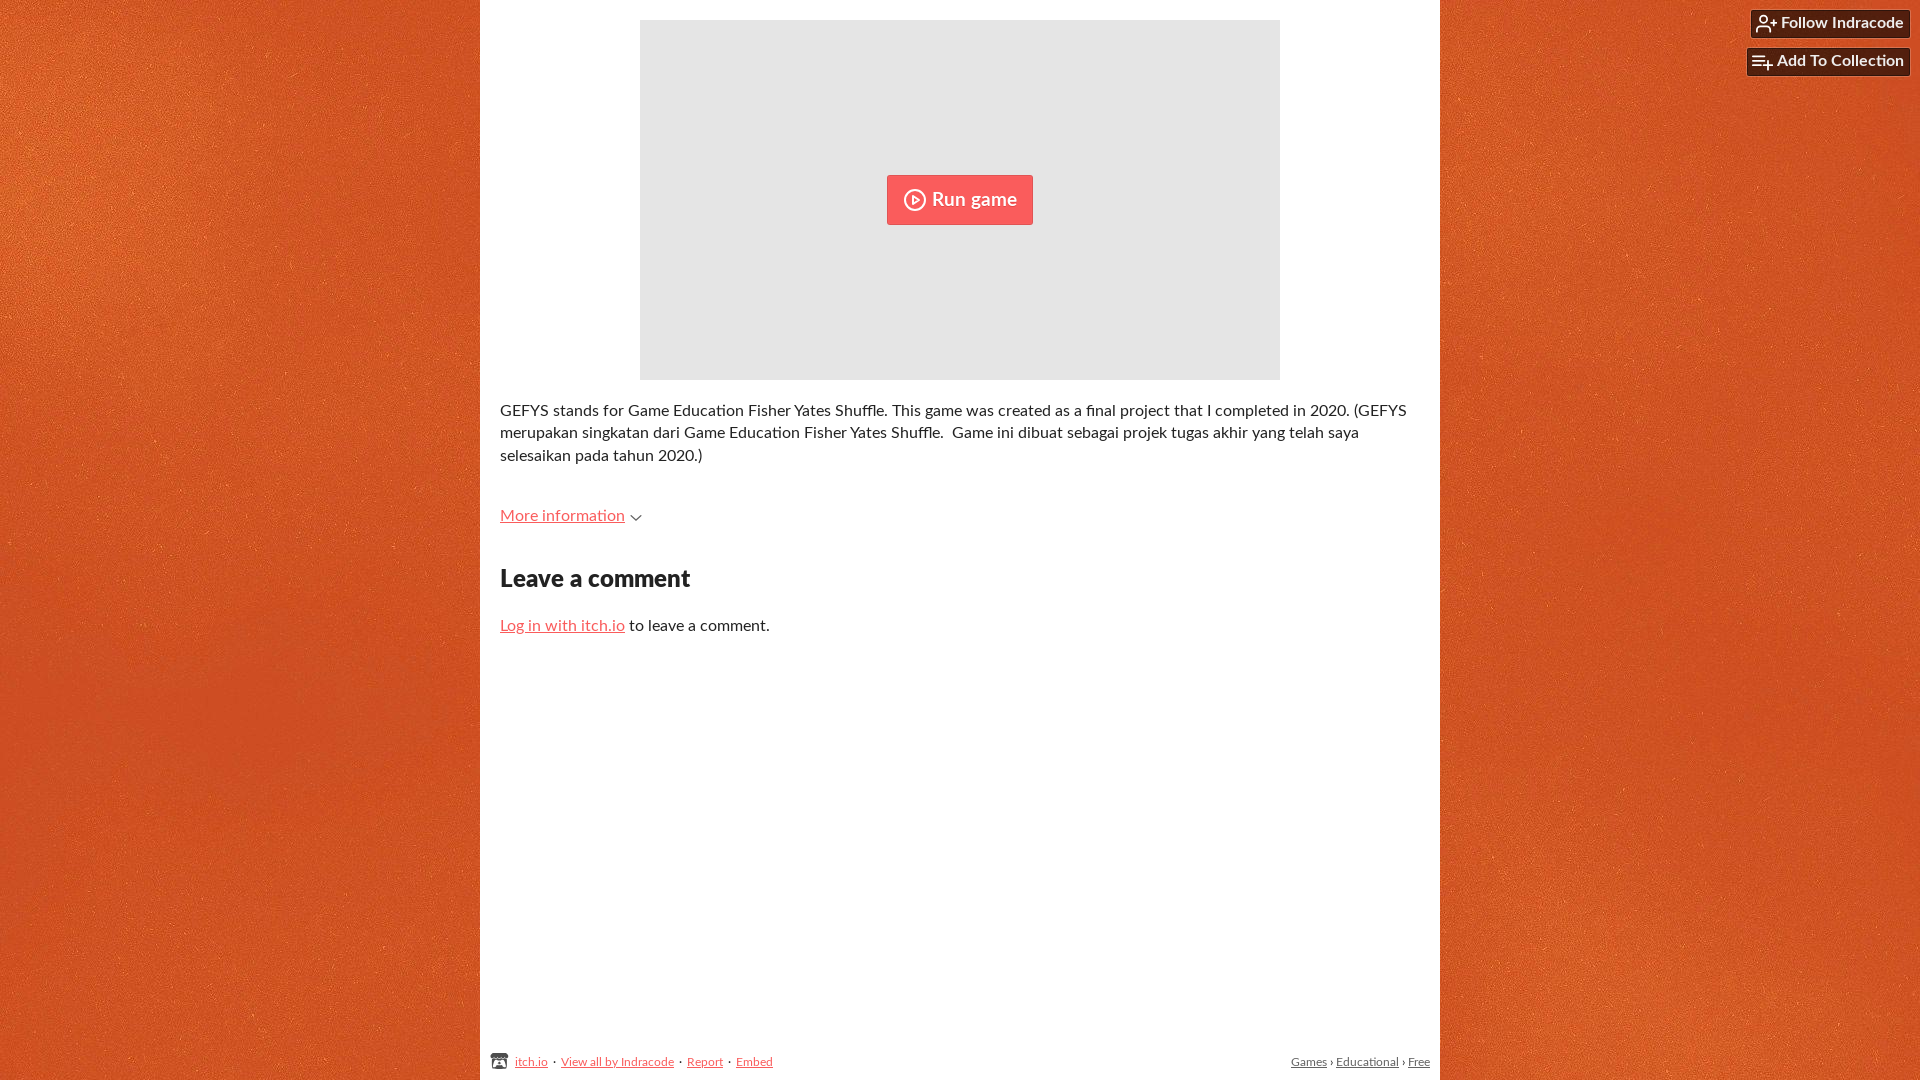 Follow Indracode
Add To Collection
Run game
GEFYS stands for Game Education Fisher Yates Shuffle. This game was created as a final project that I completed in 2020. (GEFYS
merupakan singkatan dari Game Education Fisher Yates Shuffle.  Game ini dibuat sebagai projek tugas akhir yang telah saya
selesaikan pada tahun 2020.)
More information
Leave a comment
Log in with itch.io to leave a comment.
itch.io · View all by Indracode · Report · Embed
Games › Educational › Free